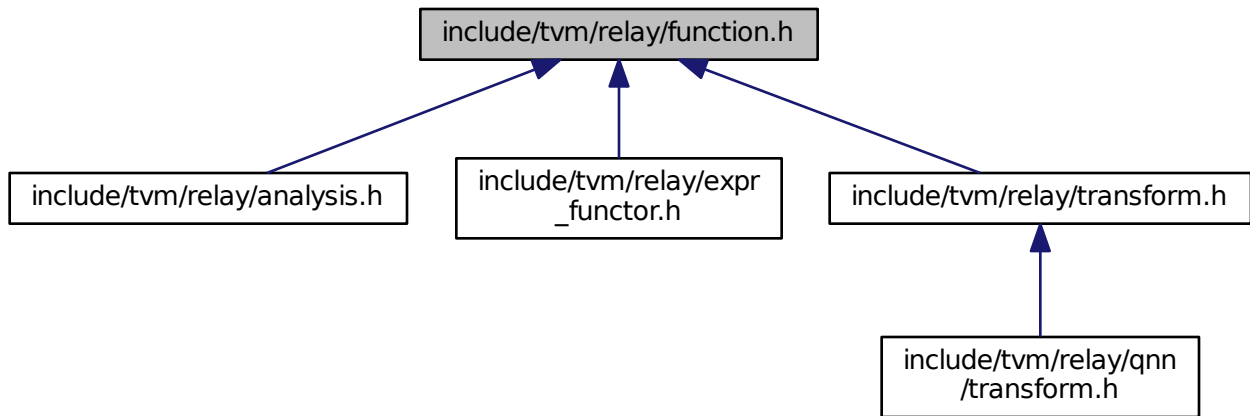 include/tvm/relay/function.h
include/tvm/relay/analysis.h
include/tvm/relay/expr
_functor.h
include/tvm/relay/transform.h
include/tvm/relay/qnn
/transform.h